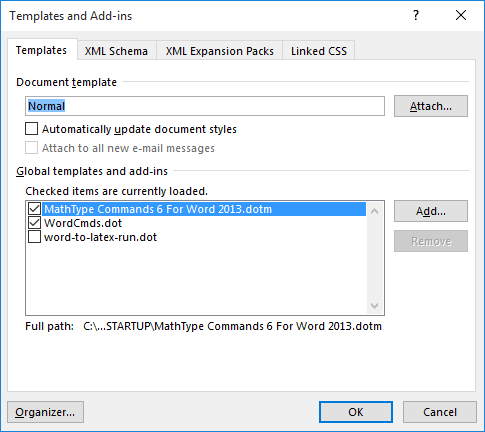 Templates and Add-ins
?
Templates XML Schema XML Expansion Packs Linked CSS
Document template
Normal Attach...
Automatically update document styles
Attach to all new e-mail messages
Global templates and add-ins
Checked items are currently loaded.
MathType Commands 6 For Word 2013.dotm Add...
WordCmds.dot
word-to-latex-run.dot Remove
Full path: C:\...STARTUP\MathType Commands 6 For Word 2013.dotm
Organizer... OK Cancel